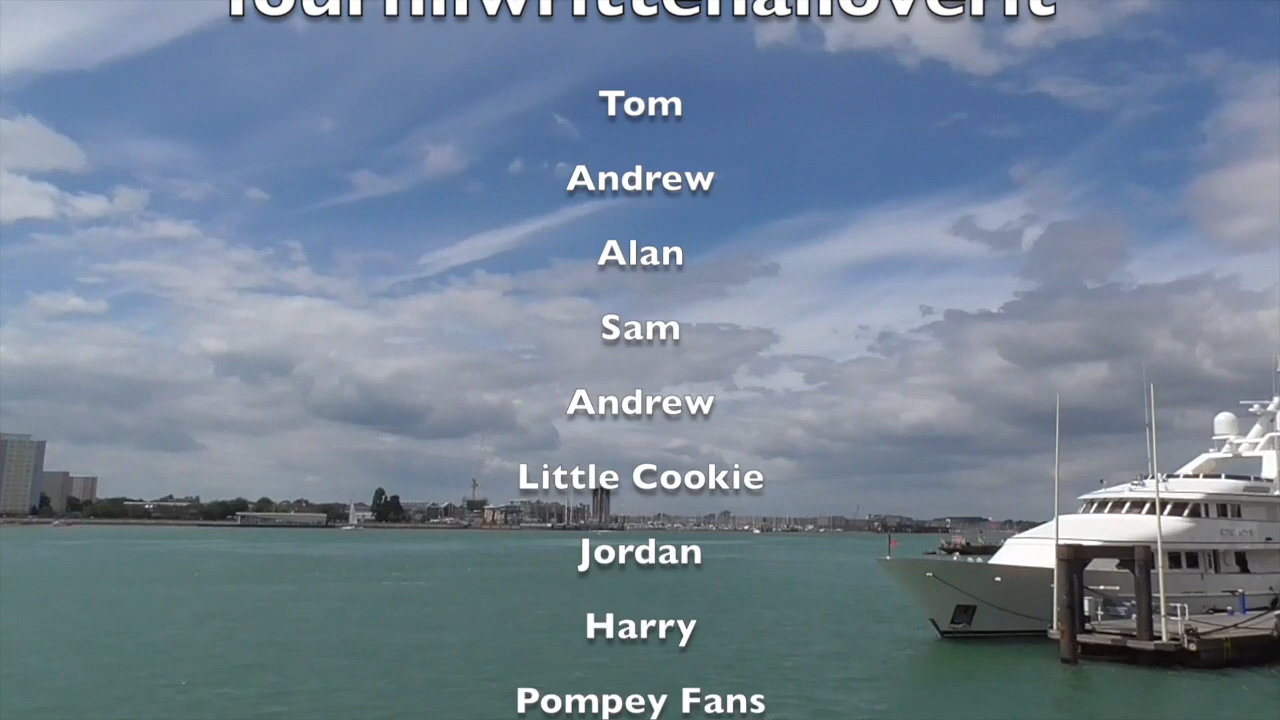 Tom
Andrew
Alan
Sam
Andrew
Little Cookie
Jordan
Harry
Pompey Fans